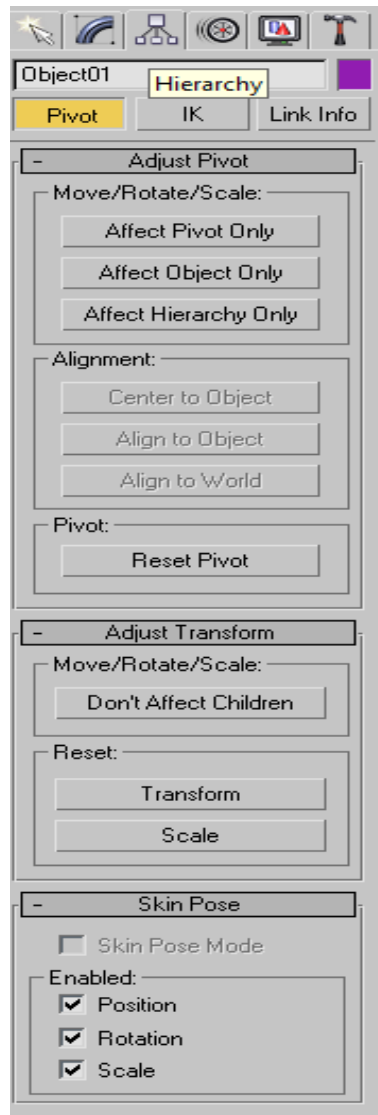 Object01
Hierarchy
Pivot IK Link Info
- Adjust Pivot
Move/Rotate/Scale:
Affect Pivot Only
Affect Object Only
Affect Hierarchy Only
Alignment:
Center to Object
Align to Object
Align to World
Pivot:
Reset Pivot
- Adjust Transform
Move/Rotate/Scale:
Don't Affect Children
Reset:
Transform
Scale
- Skin Pose
Skin Pose Mode
Enabled:
Position
Rotation
Scale